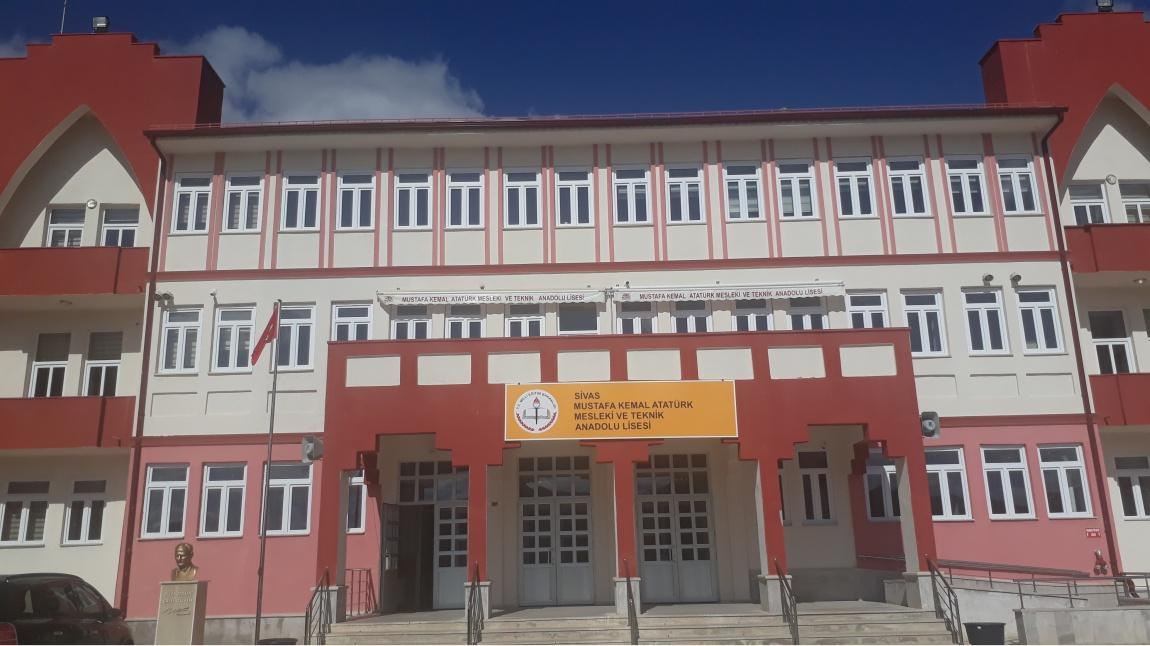 MUSTAFA KEMAL ATATÜRK MESLEKİ VE TEKNİK ANADOLU LİSESİ
MUSTAFA KEMAL ATATÜRK MESLEKİ VE TEKNİK ANADOLU LİSESİ
SİVAS
MUSTAFA KEMAL ATATÜRK
MESLEKİ VE TEKNİK
ANADOLU LİSESİ